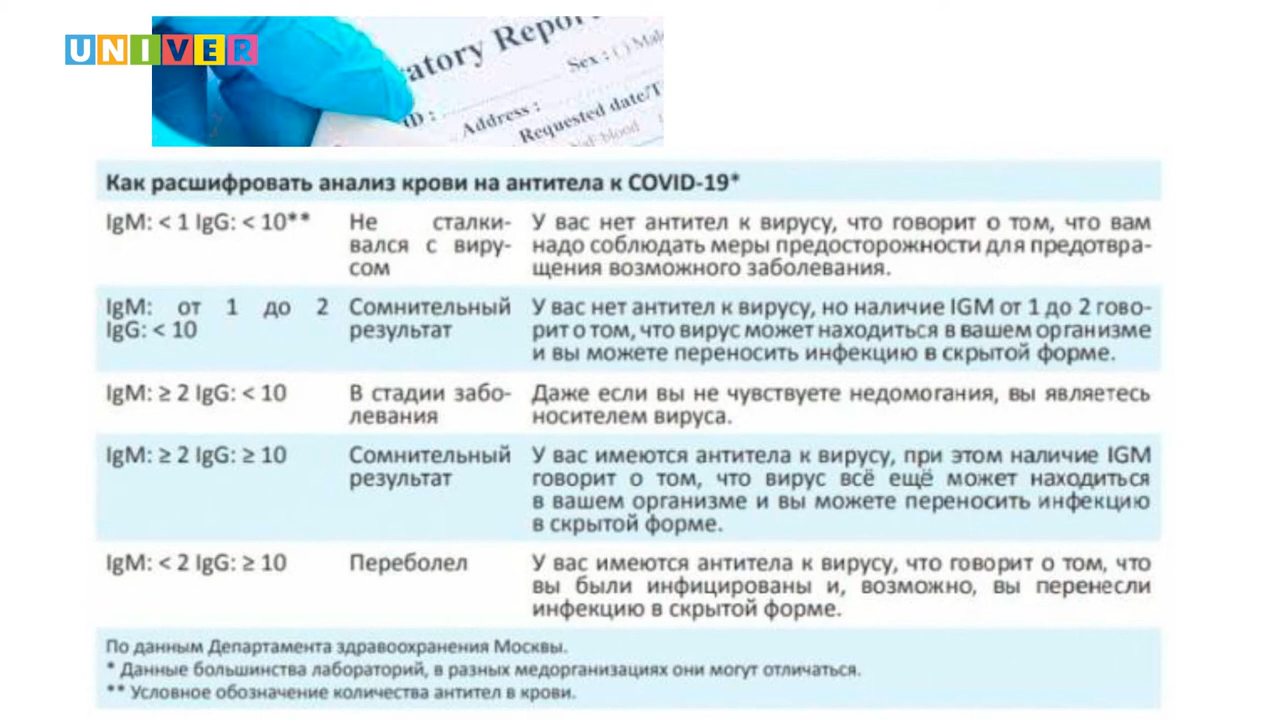 UNIVER
atory Repor
Sex : ( ) Mal
ID :
Address :
Requested date/T
blood
Как расшифровать анализ крови на антитела к COVID-19*
IgM: < 1 IgG: < 10** Не сталки- У вас нет антител к вирусу, что говорит о том, что вам
вался с виру- надо соблюдать меры предосторожности для предотвра-
сом щения возможного заболевания.
IgM: от 1 до 2 Сомнительный У вас нет антител к вирусу, но наличие IGM от 1 до 2 гово-
IgG: < 10 результат рит о том, что вирус может находиться в вашем организме
и вы можете переносить инфекцию в скрытой форме.
IgM: ≥ 2 IgG: < 10 В стадии забо- Даже если вы не чувствуете недомогания, вы являетесь
левания носителем вируса.
IgM: ≥ 2 IgG: ≥ 10 Сомнительный У вас имеются антитела к вирусу, при этом наличие IGM
результат говорит о том, что вирус всё ещё может находиться
в вашем организме и вы можете переносить инфекцию
в скрытой форме.
IgM: < 2 IgG: ≥ 10 Переболел У вас имеются антитела к вирусу, что говорит о том, что
вы были инфицированы и, возможно, вы перенесли
инфекцию в скрытой форме.
По данным Департамента здравоохранения Москвы.
* Данные большинства лабораторий, в разных медорганизациях они могут отличаться.
** Условное обозначение количества антител в крови.